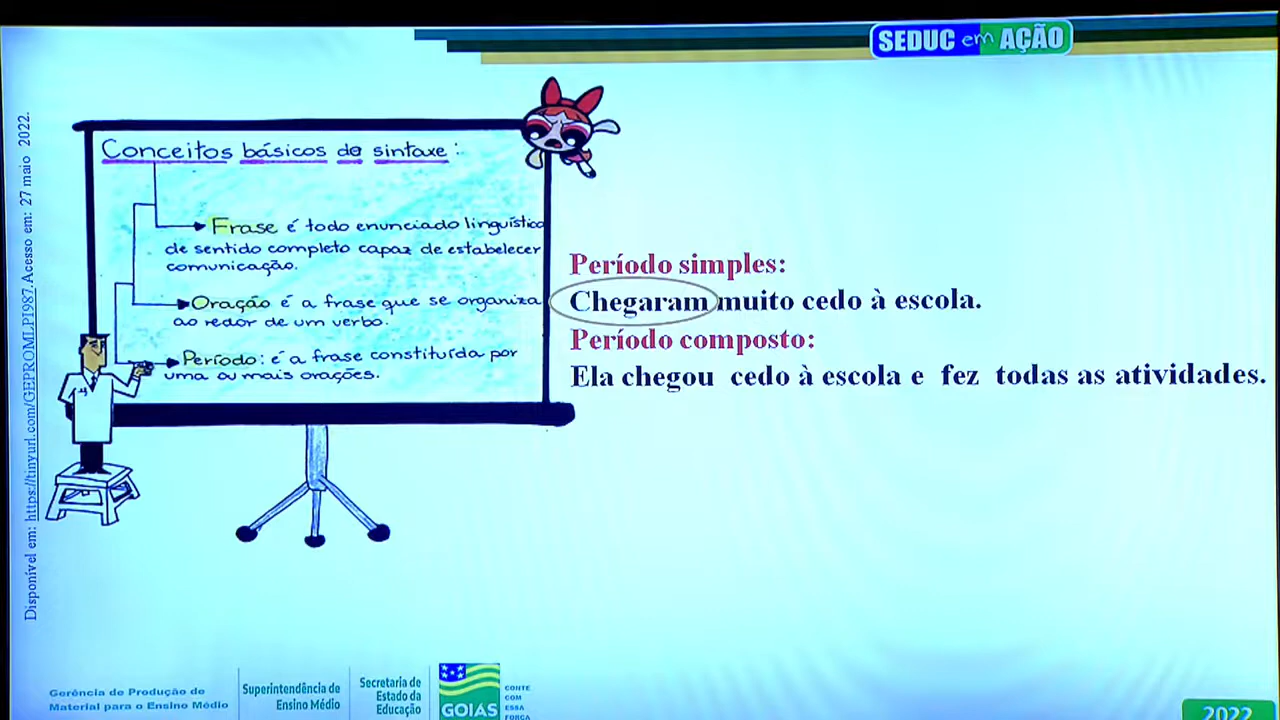 SEDUC em AÇÃO
Disponível em: https://tinyurl.com/GEPROMLP1987.Acesso em: 27 maio 2022.
Conceitos básicos de sintaxe:
Frase é todo enunciado linguístico
de sentido completo capaz de estabelecer
comunicação.
Oração é a frase que se organiza
ao redor de um verbo.
Período: é a frase constituída por
uma ou mais orações.
Período simples:
Chegaram muito cedo à escola.
Período composto:
Ela chegou cedo à escola e fez todas as atividades.
Gerência de Produção de
Material para o Ensino Médio
Superintendência de
Ensino Médio
Secretaria de
Estado da
Educação
GOIÁS
CONTE
COM
ESSA
FORÇA
2022